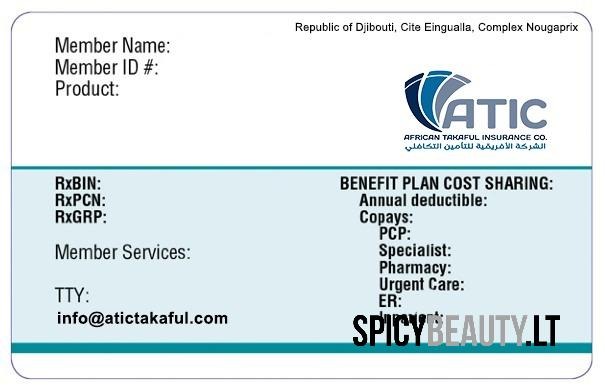 Republic of Djibouti, Cite Eingualla, Complex Nougaprix
Member Name:
Member ID #:
Product:
ATIC
AFRICAN TAKAFUL INSURANCE CO.
الشركة الأفريقية للتأمين التكافلي
RxBIN:
RxPCN:
RxGRP:
Member Services:
TTY:
info@atictakaful.com
BENEFIT PLAN COST SHARING:
Annual deductible:
Copays:
PCP:
Specialist:
Pharmacy:
Urgent Care:
ER:
SPICYBEAUTY.LT